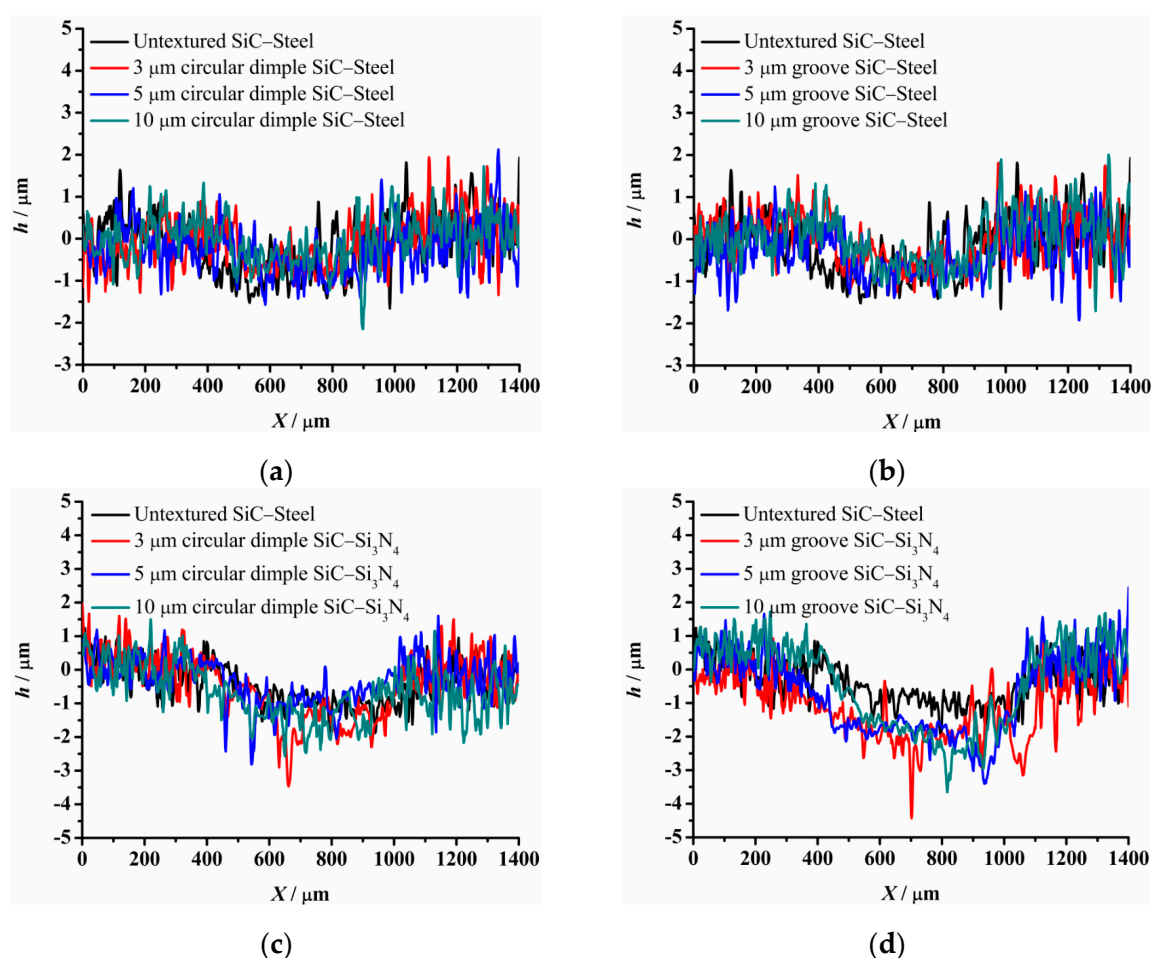 5
4
3
2
1
0
-1
-2
-3
h / μm
Untextured SiC–Steel
3 μm circular dimple SiC–Steel
5 μm circular dimple SiC–Steel
10 μm circular dimple SiC–Steel
0 200 400 600 800 1000 1200 1400
X / μm
(a)
5
4
3
2
1
0
-1
-2
-3
h / μm
Untextured SiC–Steel
3 μm groove SiC–Steel
5 μm groove SiC–Steel
10 μm groove SiC–Steel
0 200 400 600 800 1000 1200 1400
X / μm
(b)
5
4
3
2
1
0
-1
-2
-3
-4
-5
h / μm
Untextured SiC–Steel
3 μm circular dimple SiC–Si₃N₄
5 μm circular dimple SiC–Si₃N₄
10 μm circular dimple SiC–Si₃N₄
0 200 400 600 800 1000 1200 1400
X / μm
(c)
5
4
3
2
1
0
-1
-2
-3
-4
-5
h / μm
Untextured SiC–Steel
3 μm groove SiC–Si₃N₄
5 μm groove SiC–Si₃N₄
10 μm groove SiC–Si₃N₄
0 200 400 600 800 1000 1200 1400
X / μm
(d)